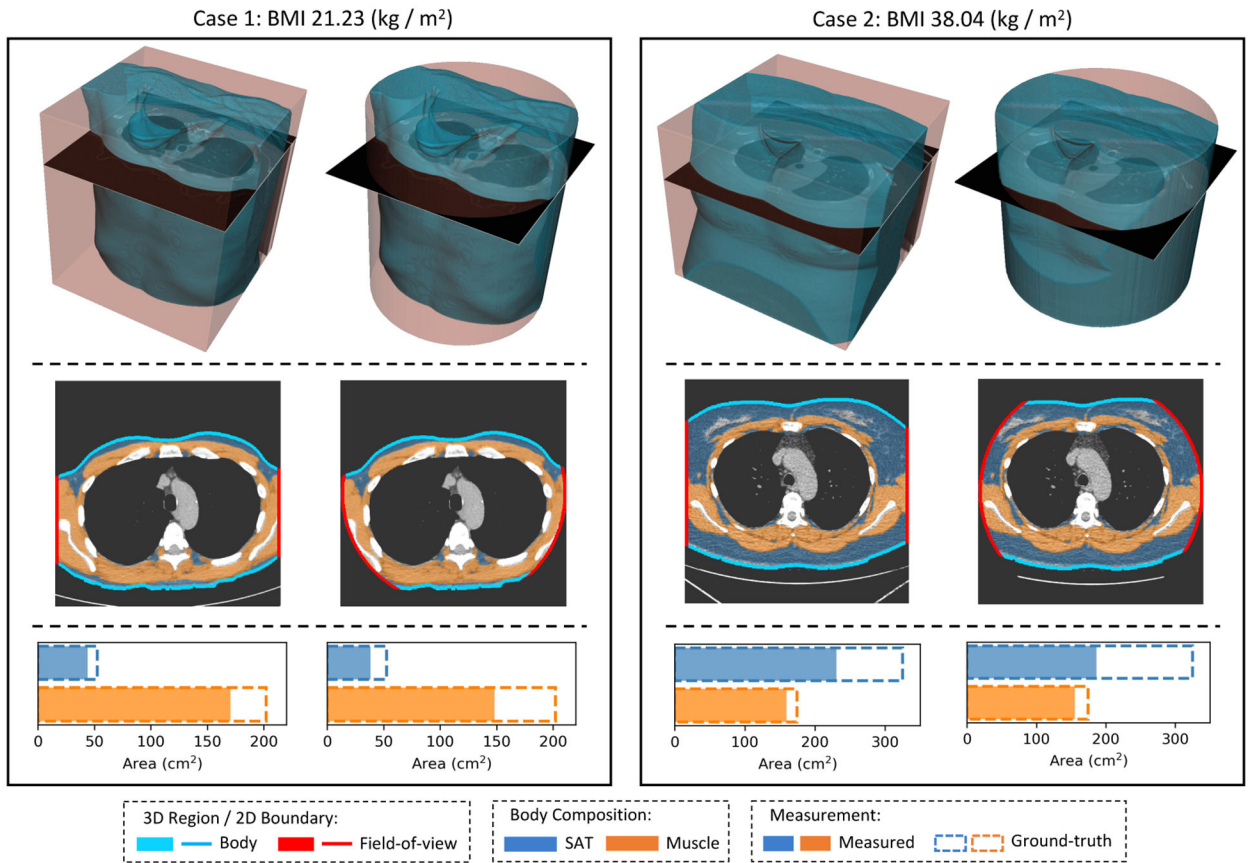 Case 1: BMI 21.23 (kg / m²)
Case 2: BMI 38.04 (kg / m²)
0 50 100 150 200
Area (cm²)
0 50 100 150 200
Area (cm²)
0 100 200 300
Area (cm²)
0 100 200 300
Area (cm²)
3D Region / 2D Boundary:
Body
Field-of-view
Body Composition:
SAT
Muscle
Measurement:
Measured
Ground-truth